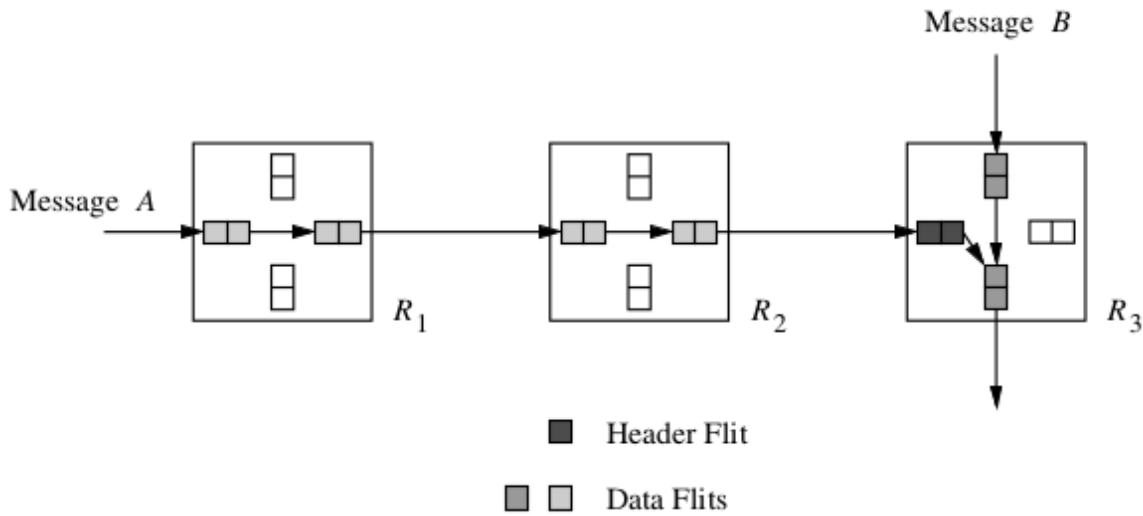 Message B
Message A
R1
R2
R3
Header Flit
Data Flits